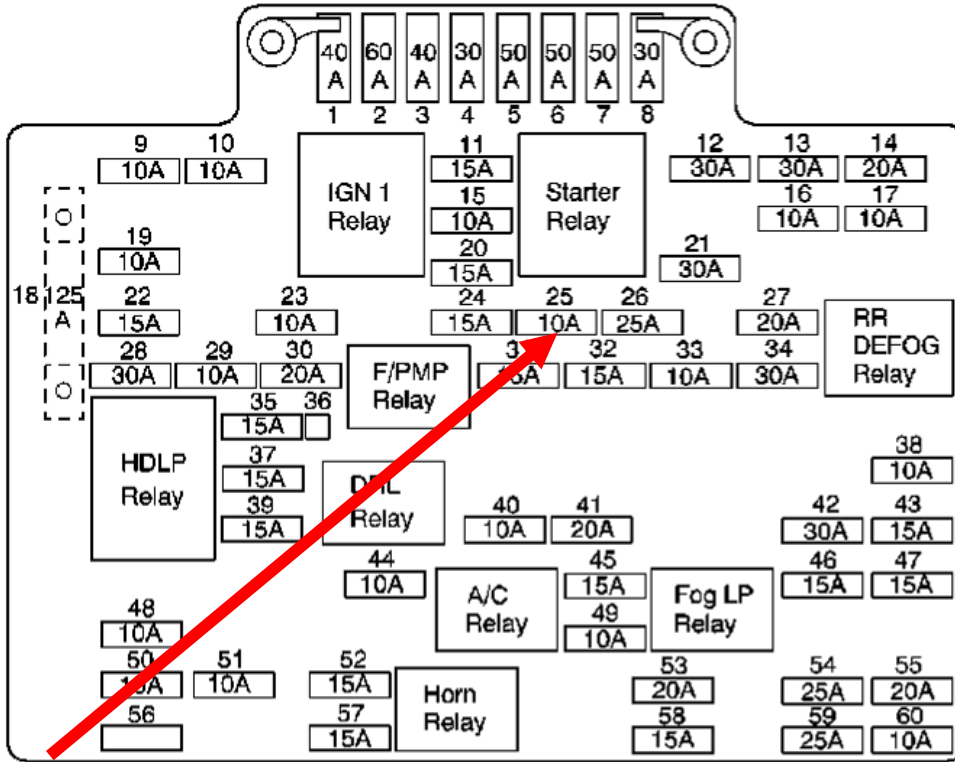 40 A 60 A 40 A 30 A 50 A 50 A 50 A 30 A
1 2 3 4 5 6 7 8
9 10 11 12 13 14
10A 10A 15A 30A 30A 20A
IGN 1 Relay
Starter Relay
15 16 17
10A 10A 10A
19 20 21
10A 15A 30A
18 125 A
22 23 24 25 26 27
15A 10A 15A 10A 25A 20A
RR DEFOG Relay
28 29 30 32 33 34
30A 10A 20A 15A 10A 30A
F/PMP Relay
35 36
15A
HDLP Relay
37 38
15A 10A
Relay
39 40 41 42 43
15A 10A 20A 30A 15A
44 45 46 47
10A 15A 15A 15A
A/C Relay
Fog LP Relay
48 49
10A 10A
50 51 52 53 54 55
10A 15A 20A 25A 20A
Horn Relay
56 57 58 59 60
15A 15A 25A 10A